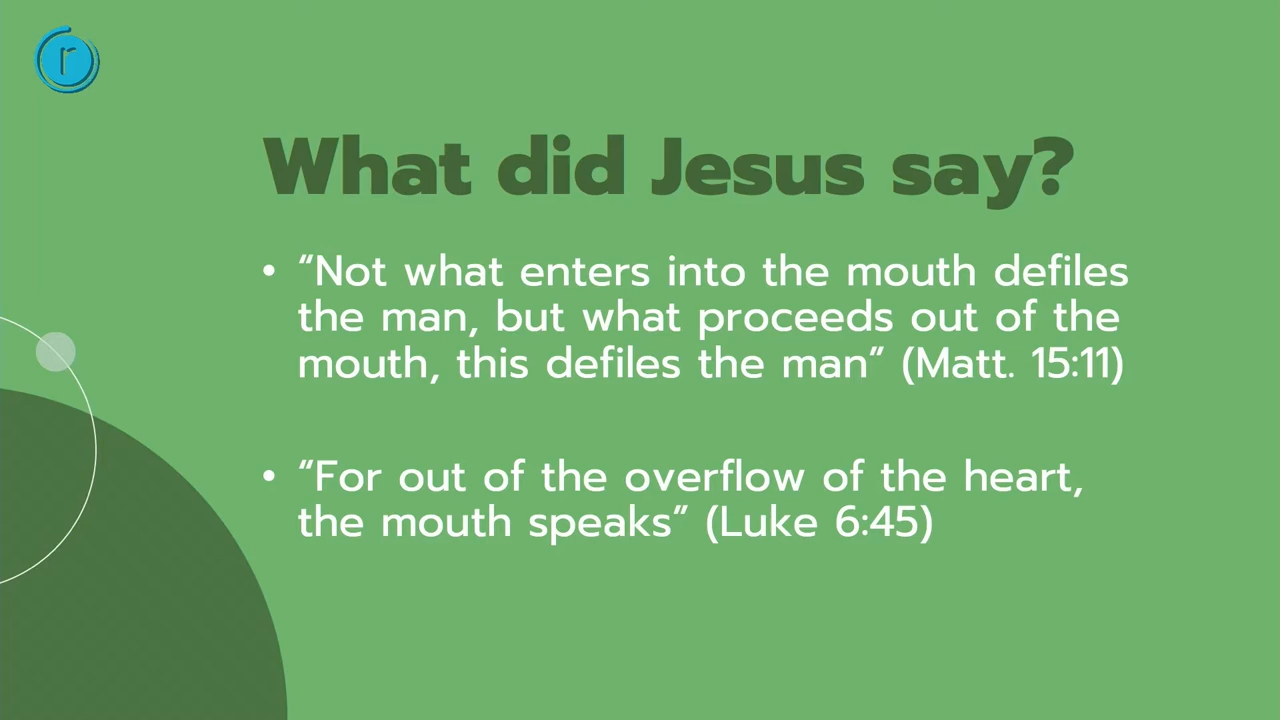 r
What did Jesus say?
• “Not what enters into the mouth defiles
the man, but what proceeds out of the
mouth, this defiles the man” (Matt. 15:11)
• “For out of the overflow of the heart,
the mouth speaks” (Luke 6:45)